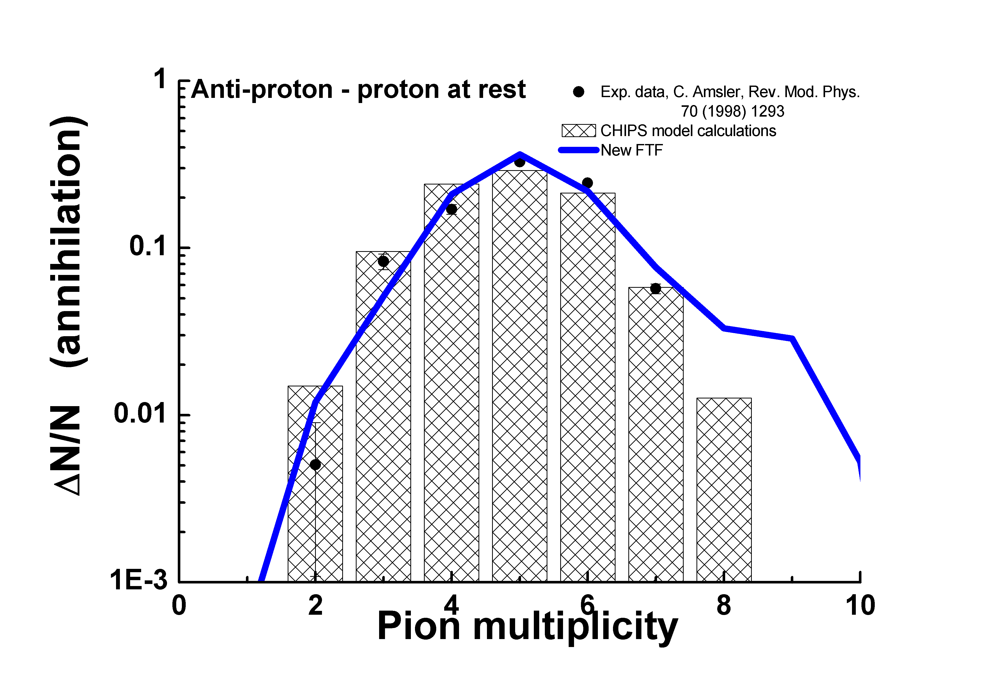 Anti-proton - proton at rest
Exp. data, C. Amsler, Rev. Mod. Phys.
70 (1998) 1293
CHIPS model calculations
New FTF
ΔN/N (annihilation)
1
0.1
0.01
1E-3
0 2 4 6 8 10
Pion multiplicity